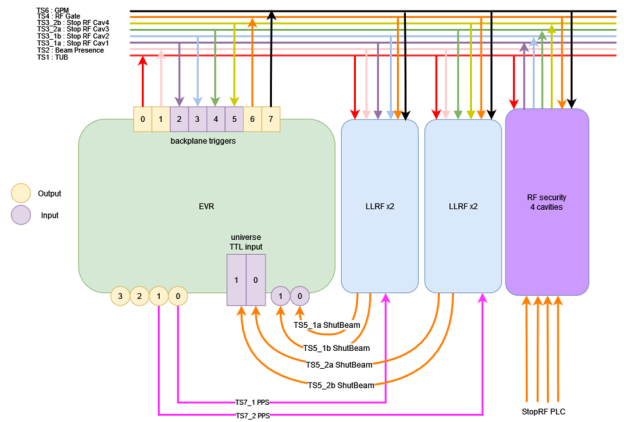 TS6 : GPM
TS4 : RF Gate
TS3_2b : Stop RF Cav4
TS3_2a : Stop RF Cav3
TS3_1b : Stop RF Cav2
TS3_1a : Stop RF Cav1
TS2 : Beam Presence
TS1 : TUB
0 1 2 3 4 5 6 7
backplane triggers
Output
Input
EVR
LLRF x2
LLRF x2
RF security
4 cavities
universe
TTL input
1 0
3 2 1 0
1 0
TS5_1a ShutBeam
TS5_1b ShutBeam
TS5_2a ShutBeam
TS5_2b ShutBeam
TS7_1 PPS
TS7_2 PPS
StopRF PLC